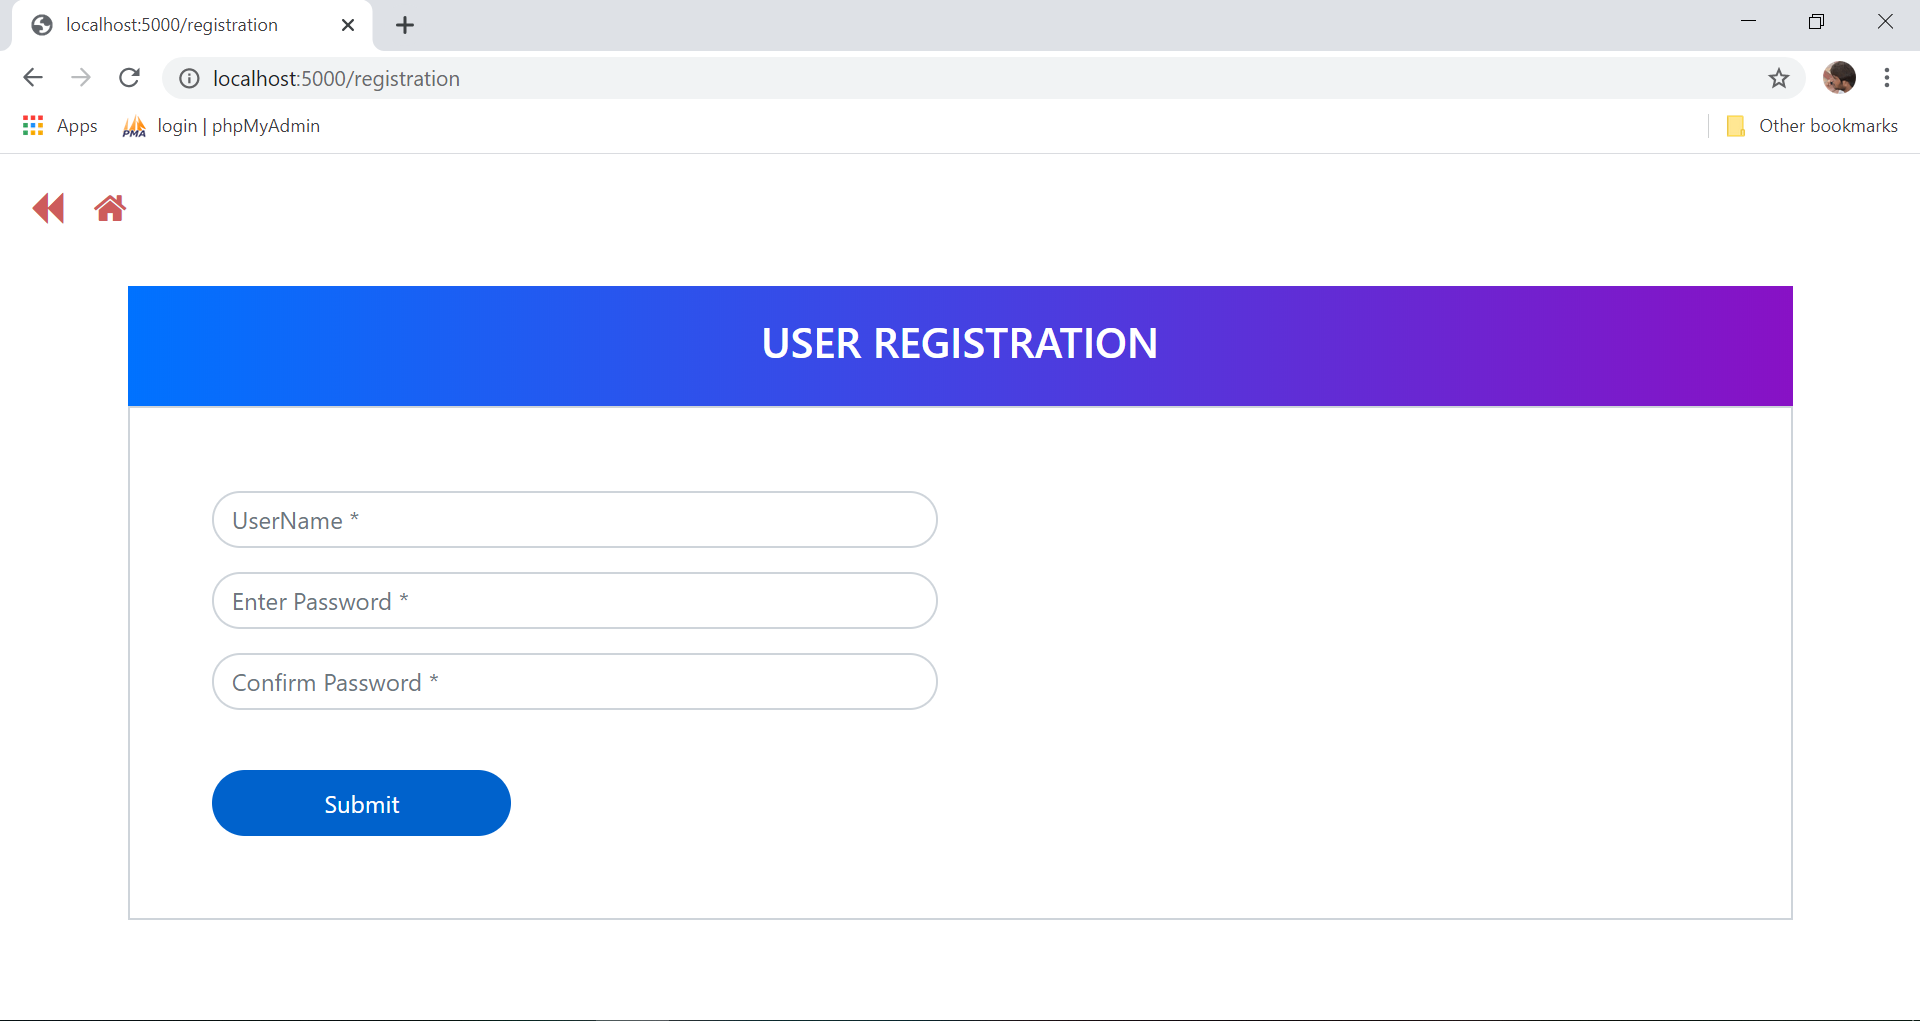 localhost:5000/registration
localhost:5000/registration
Apps PMA login | phpMyAdmin Other bookmarks
USER REGISTRATION
UserName *
Enter Password *
Confirm Password *
Submit